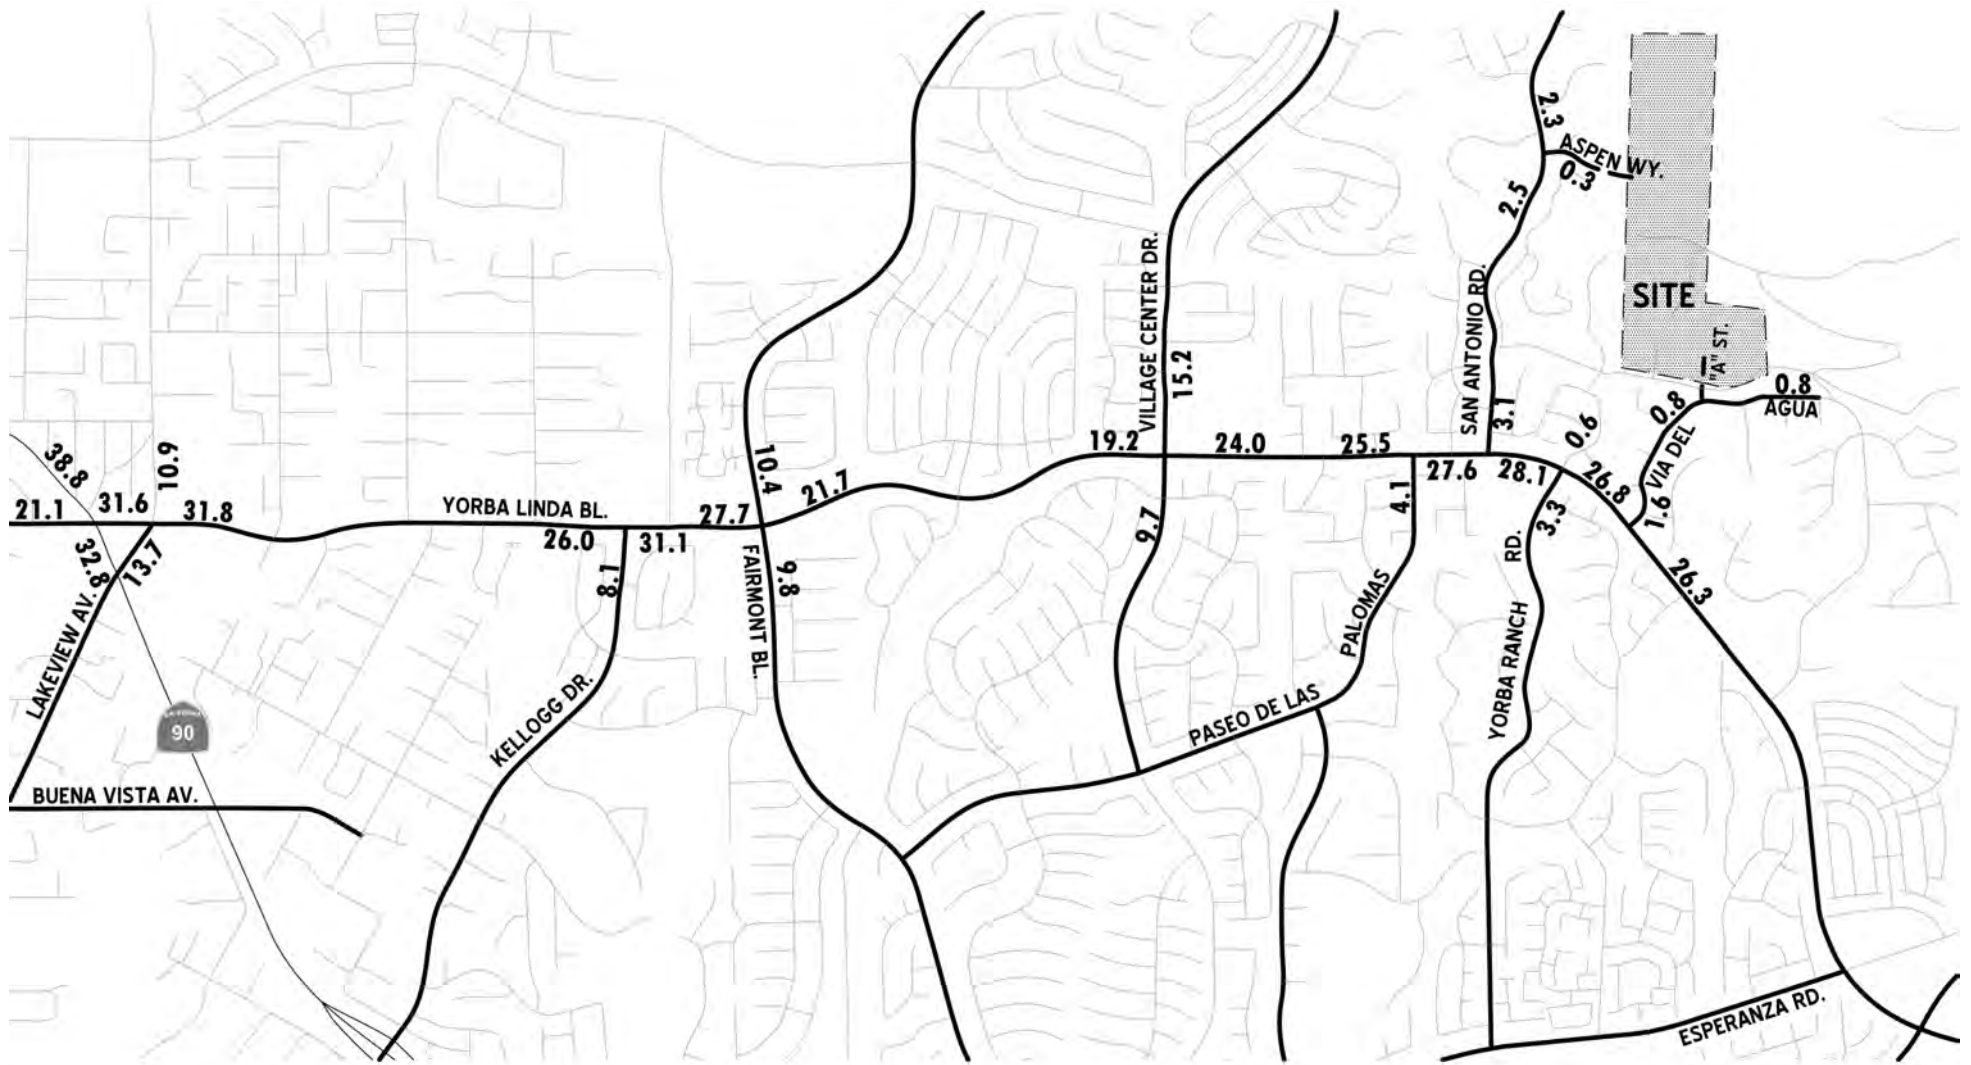 2.3
ASPEN WY.
0.3
2.5
VILLAGE CENTER DR.
SAN ANTONIO RD.
SITE
"A" ST.
15.2
0.8
AGUA
0.8
3.1
0.6
VIA DEL
38.8
10.9
10.4
19.2
24.0
25.5
27.6
28.1
26.8
1.6
21.1
31.6
31.8
YORBA LINDA BL.
27.7
21.7
26.0
31.1
4.1
3.3
9.7
32.8
13.7
8.1
FAIRMONT BL.
9.8
26.3
LAKEVIEW AV.
PALOMAS
YORBA RANCH RD.
90
KELLOGG DR.
PASEO DE LAS
BUENA VISTA AV.
ESPERANZA RD.